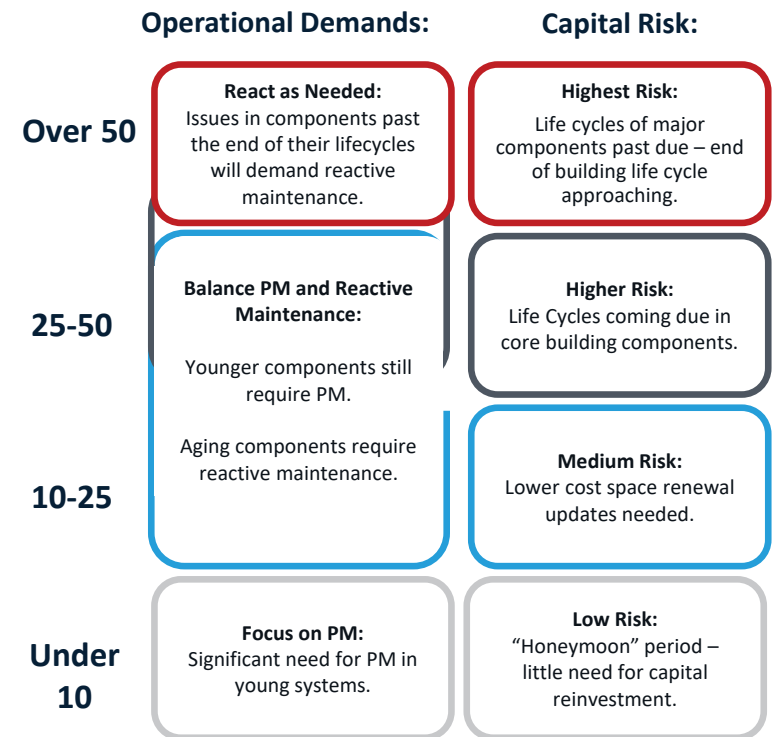 Operational Demands:
Capital Risk:
Over 50
React as Needed:
Issues in components past
the end of their lifecycles
will demand reactive
maintenance.
Highest Risk:
Life cycles of major
components past due – end
of building life cycle
approaching.
25-50
Balance PM and Reactive
Maintenance:
Younger components still
require PM.
Aging components require
reactive maintenance.
Higher Risk:
Life Cycles coming due in
core building components.
10-25
Medium Risk:
Lower cost space renewal
updates needed.
Under
10
Focus on PM:
Significant need for PM in
young systems.
Low Risk:
“Honeymoon” period –
little need for capital
reinvestment.